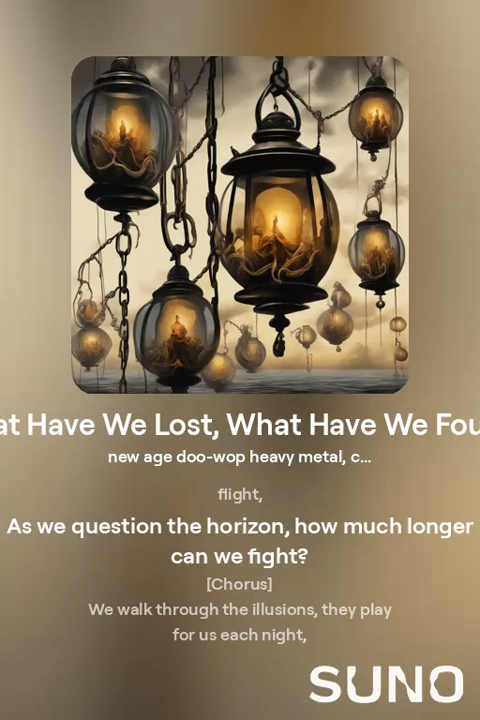 at Have We Lost, What Have We Fou
new age doo-wop heavy metal, c...
flight,
As we question the horizon, how much longer
can we fight?
[Chorus]
We walk through the illusions, they play
for us each night,
SUNO